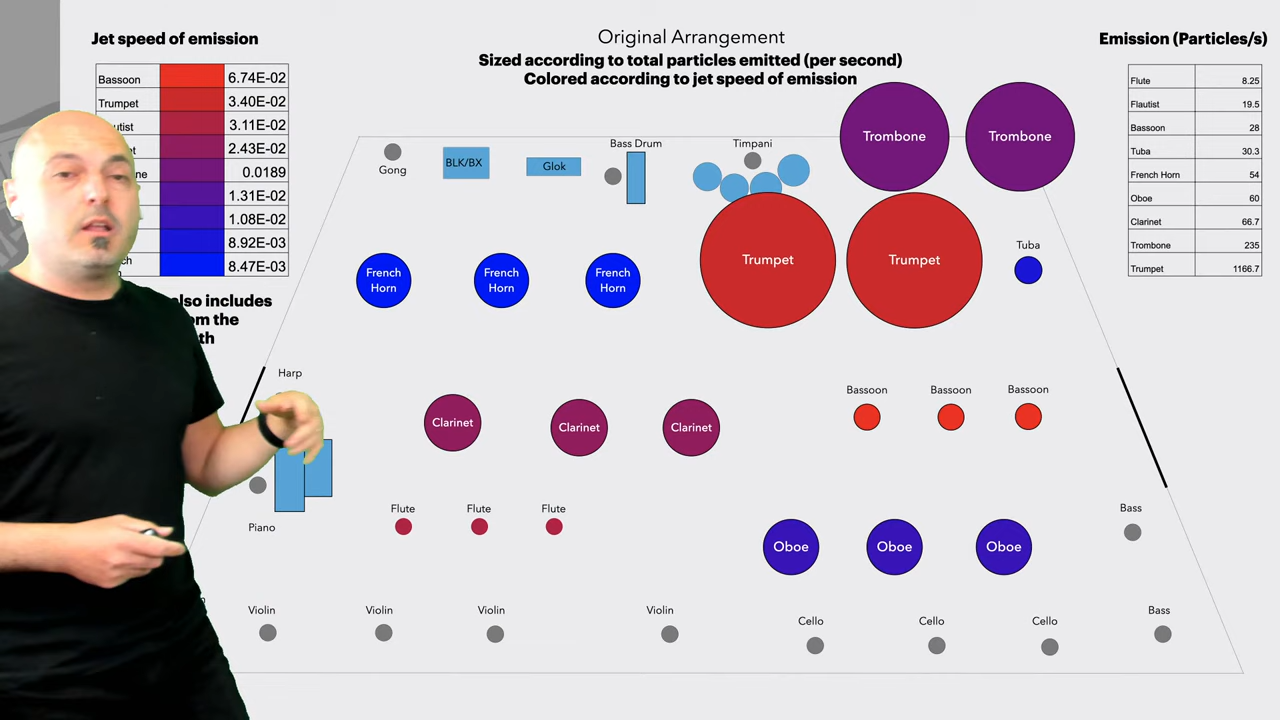 Jet speed of emission
Original Arrangement
Sized according to total particles emitted (per second)
Colored according to jet speed of emission
Emission (Particles/s)
Bassoon 6.74E-02
Trumpet 3.40E-02
3.11E-02
2.43E-02
0.0189
1.31E-02
1.08E-02
8.92E-03
8.47E-03
also includes
Flute 8.25
Flautist 19.5
Bassoon 28
Tuba 30.3
French Horn 54
Oboe 60
Clarinet 66.7
Trombone 235
Trumpet 1166.7
Trombone Trombone
Gong BLK/BX Glok Bass Drum Timpani
French Horn
French Horn
French Horn
Trumpet Trumpet
Tuba
Harp
Clarinet Clarinet Clarinet
Bassoon Bassoon Bassoon
Piano
Flute Flute Flute
Oboe Oboe Oboe
Bass
Violin Violin Violin Violin
Cello Cello Cello
Bass